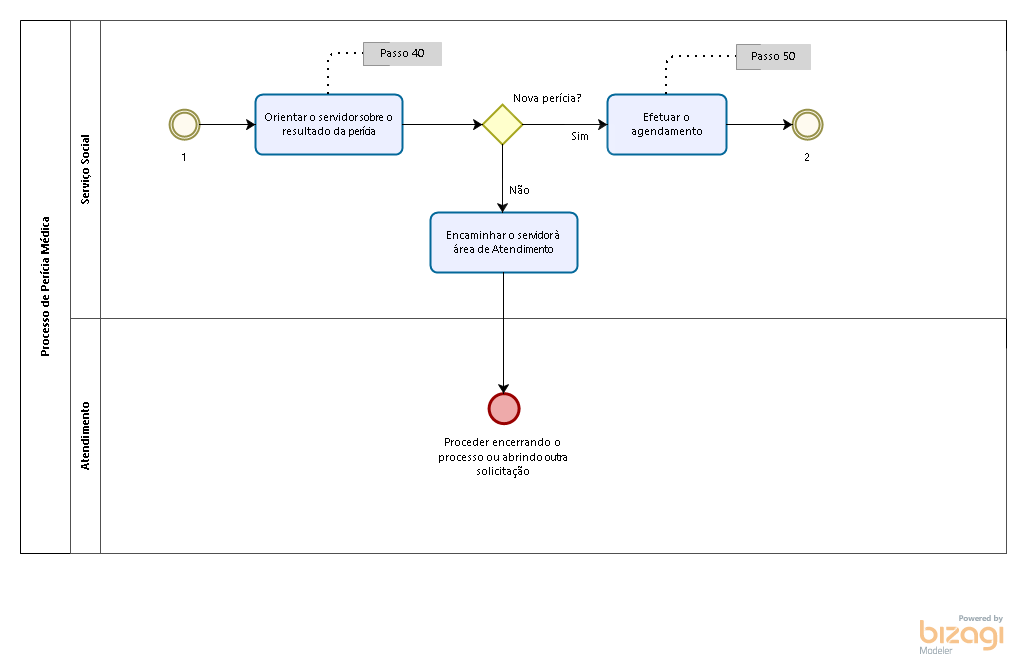 Processo de Perícia Médica
Serviço Social
Passo 40
Passo 50
1
Orientar o servidor sobre o
resultado da perícia
Nova perícia?
Sim
Efetuar o
agendamento
2
Não
Encaminhar o servidor à
área de Atendimento
Atendimento
Proceder encerrando o
processo ou abrindo outra
solicitação
Powered by
bizagi
Modeler